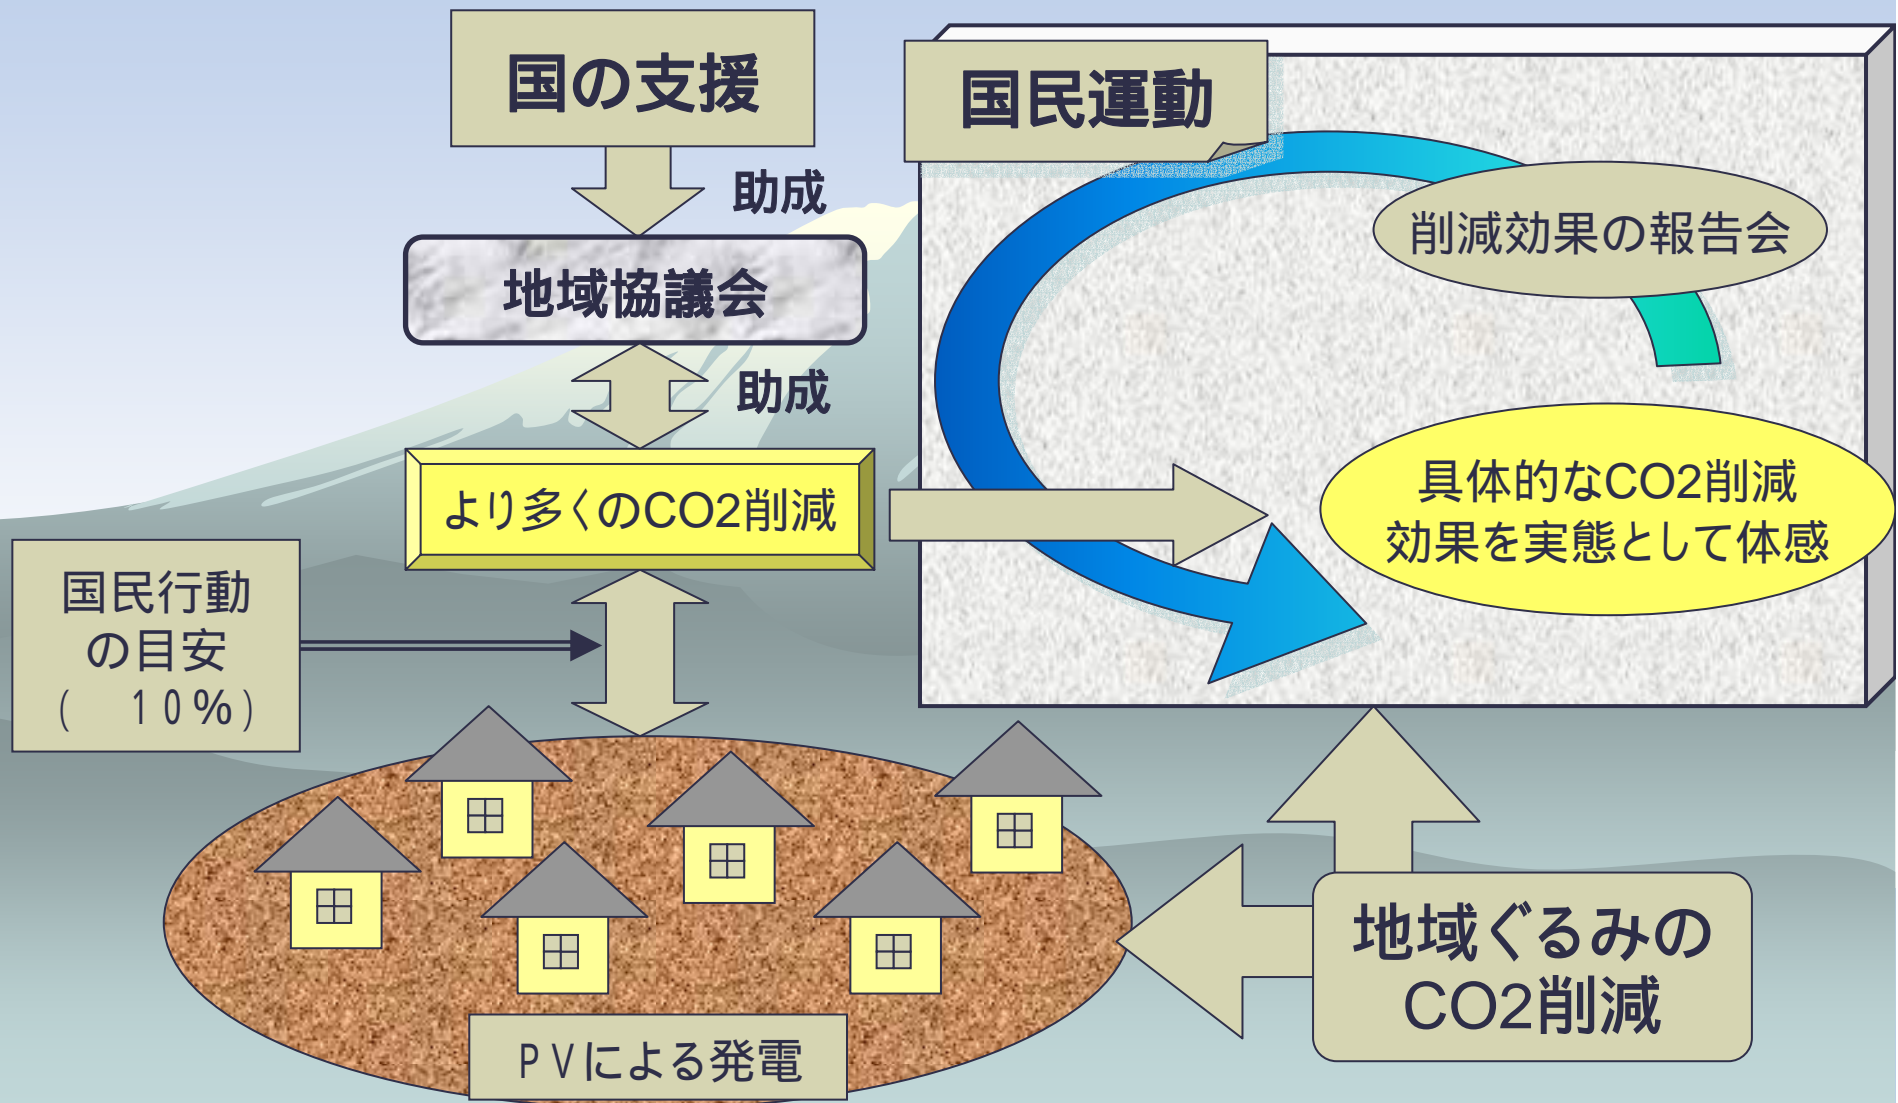 国の支援
助成
地域協議会
助成
より多くのCO2削減
国民行動
の目安
(　10%)
PVによる発電
国民運動
削減効果の報告会
具体的なCO2削減
効果を実態として体感
地域ぐるみの
CO2削減